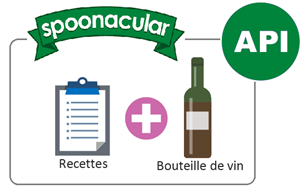 spoonacular
API
Recettes
Bouteille de vin